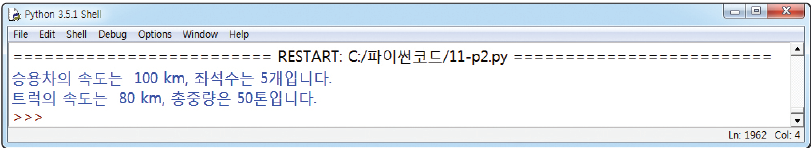 Python 3.5.1 Shell
File Edit Shell Debug Options Window Help
========================= RESTART: C:/파이썬코드/11-p2.py =========================
승용차의 속도는  100 km, 좌석수는 5개입니다.
트럭의 속도는  80 km, 총중량은 50톤입니다.
>>>
Ln: 1962 Col: 4